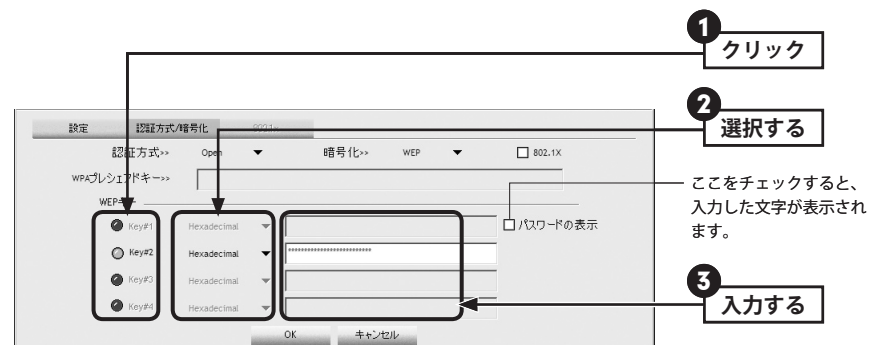 1
クリック
2
選択する
設定 認証方式/暗号化 802.1x
認証方式>> Open 暗号化>> WEP 802.1X
WPAプレシェアドキー>>
ここをチェックすると、
入力した文字が表示され
ます。
WEPキー
Key#1 Hexadecimal パスワードの表示
Key#2 Hexadecimal **************************
Key#3 Hexadecimal
Key#4 Hexadecimal
3
入力する
OK キャンセル